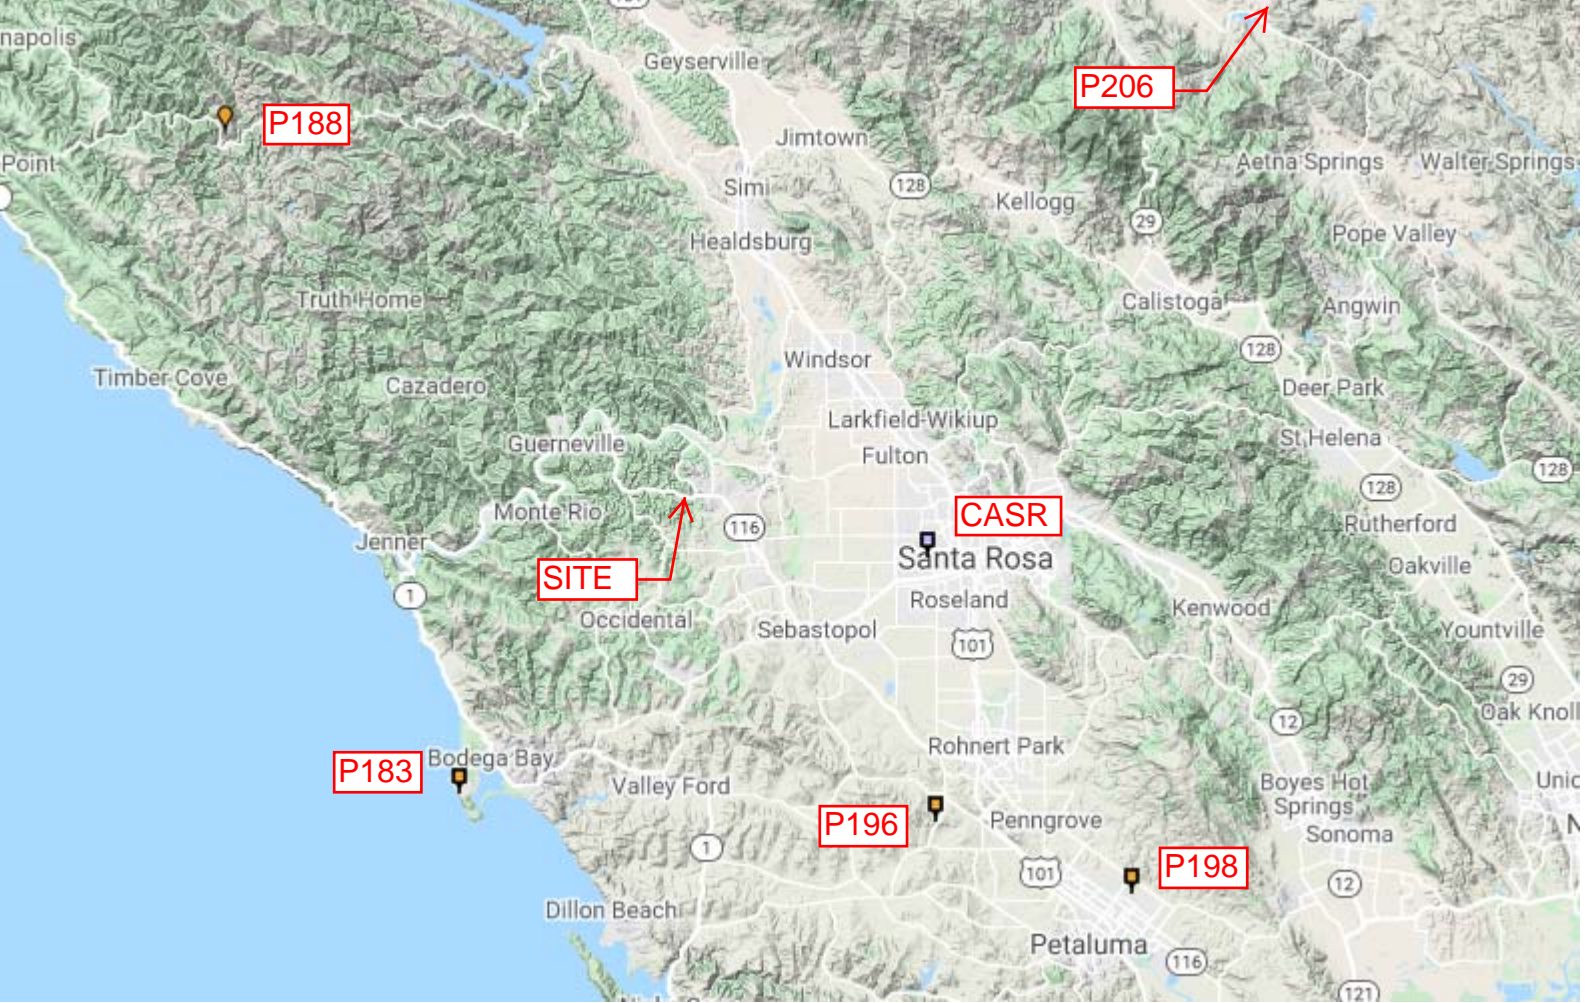 napolis
Geyserville
P206
P188
Jimtown
Point
Aetna Springs
Walter Springs
Simi
128
Kellogg
29
Healdsburg
Pope Valley
Truth Home
Calistoga
Angwin
Windsor
128
Timber Cove
Cazadero
Deer Park
Larkfield-Wikiup
Guerneville
Fulton
St Helena
128
128
Monte Rio
CASR
116
Rutherford
Jenner
Santa Rosa
SITE
Oakville
1
Roseland
Kenwood
Occidental
Sebastopol
Yountville
101
29
12
Oak Knoll
Rohnert Park
Bodega Bay
P183
Valley Ford
Boyes Hot
Springs
Unic
P196
Penngrove
Sonoma
N
1
P198
101
12
Dillon Beach
Petaluma
116
121